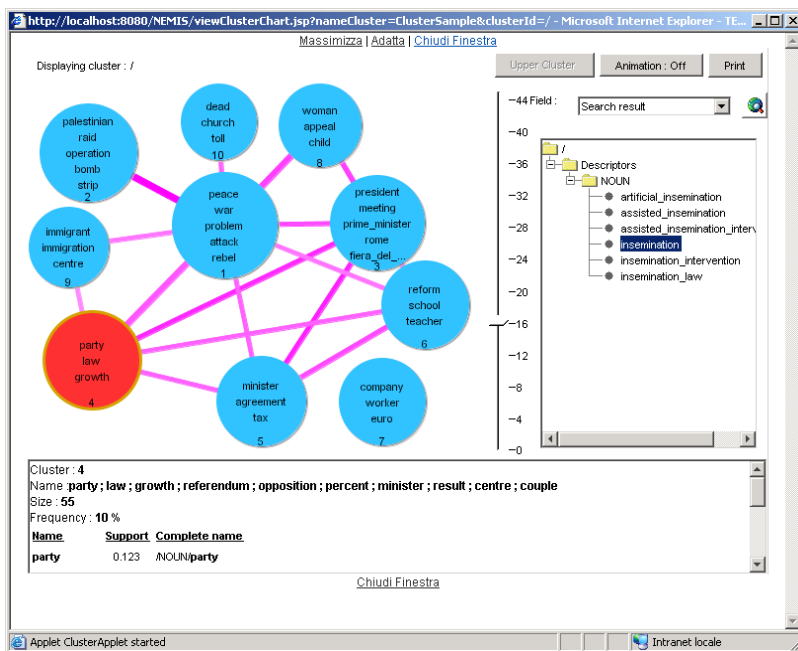 http://localhost:8080/NEMIS/viewClusterChart.jsp?nameCluster=ClusterSample&clusterId=/ - Microsoft Internet Explorer - TE...
Massimizza | Adatta | Chiudi Finestra
Displaying cluster : /
Upper Cluster
Animation : Off
Print
palestinian
raid
operation
bomb
strip
2
dead
church
toll
10
woman
appeal
child
8
peace
war
problem
attack
rebel
1
president
meeting
prime_minister
rome
fiera_del_...
3
immigrant
immigration
centre
9
reform
school
teacher
6
party
law
growth
4
minister
agreement
tax
5
company
worker
euro
7
44
40
36
32
28
24
20
16
12
8
4
0
Field :
Search result
/
Descriptors
NOUN
artificial_insemination
assisted_insemination
assisted_insemination_interv
insemination
insemination_intervention
insemination_law
Cluster : 4
Name :party ; law ; growth ; referendum ; opposition ; percent ; minister ; result ; centre ; couple
Size : 55
Frequency : 10 %
Name Support Complete name
party 0.123 /NOUN/party
Chiudi Finestra
Applet ClusterApplet started
Intranet locale